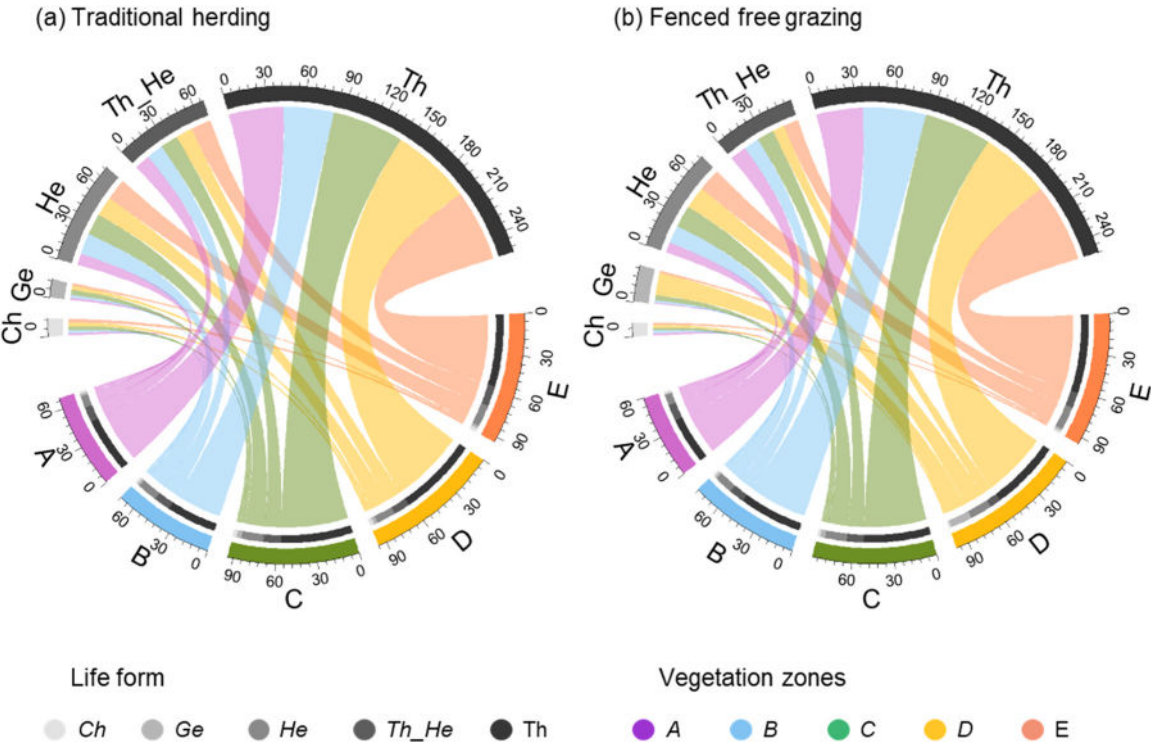 (a) Traditional herding
(b) Fenced free grazing
Th
0 30 60 90 120 150 180 210 240
Th_He
0 30 60
He
0 30 60
Ge
0
Ch
0
A
0 30 60
B
0 30 60
C
0 30 60 90
D
0 30 60 90
E
0 30 60 90
Th
0 30 60 90 120 150 180 210 240
Th_He
0 30
He
0 30 60
Ge
0
Ch
0
A
0 30 60
B
0 30 60
C
0 30 60
D
0 30 60 90
E
0 30 60 90
Life form
Vegetation zones
Ch Ge He Th_He Th
A B C D E